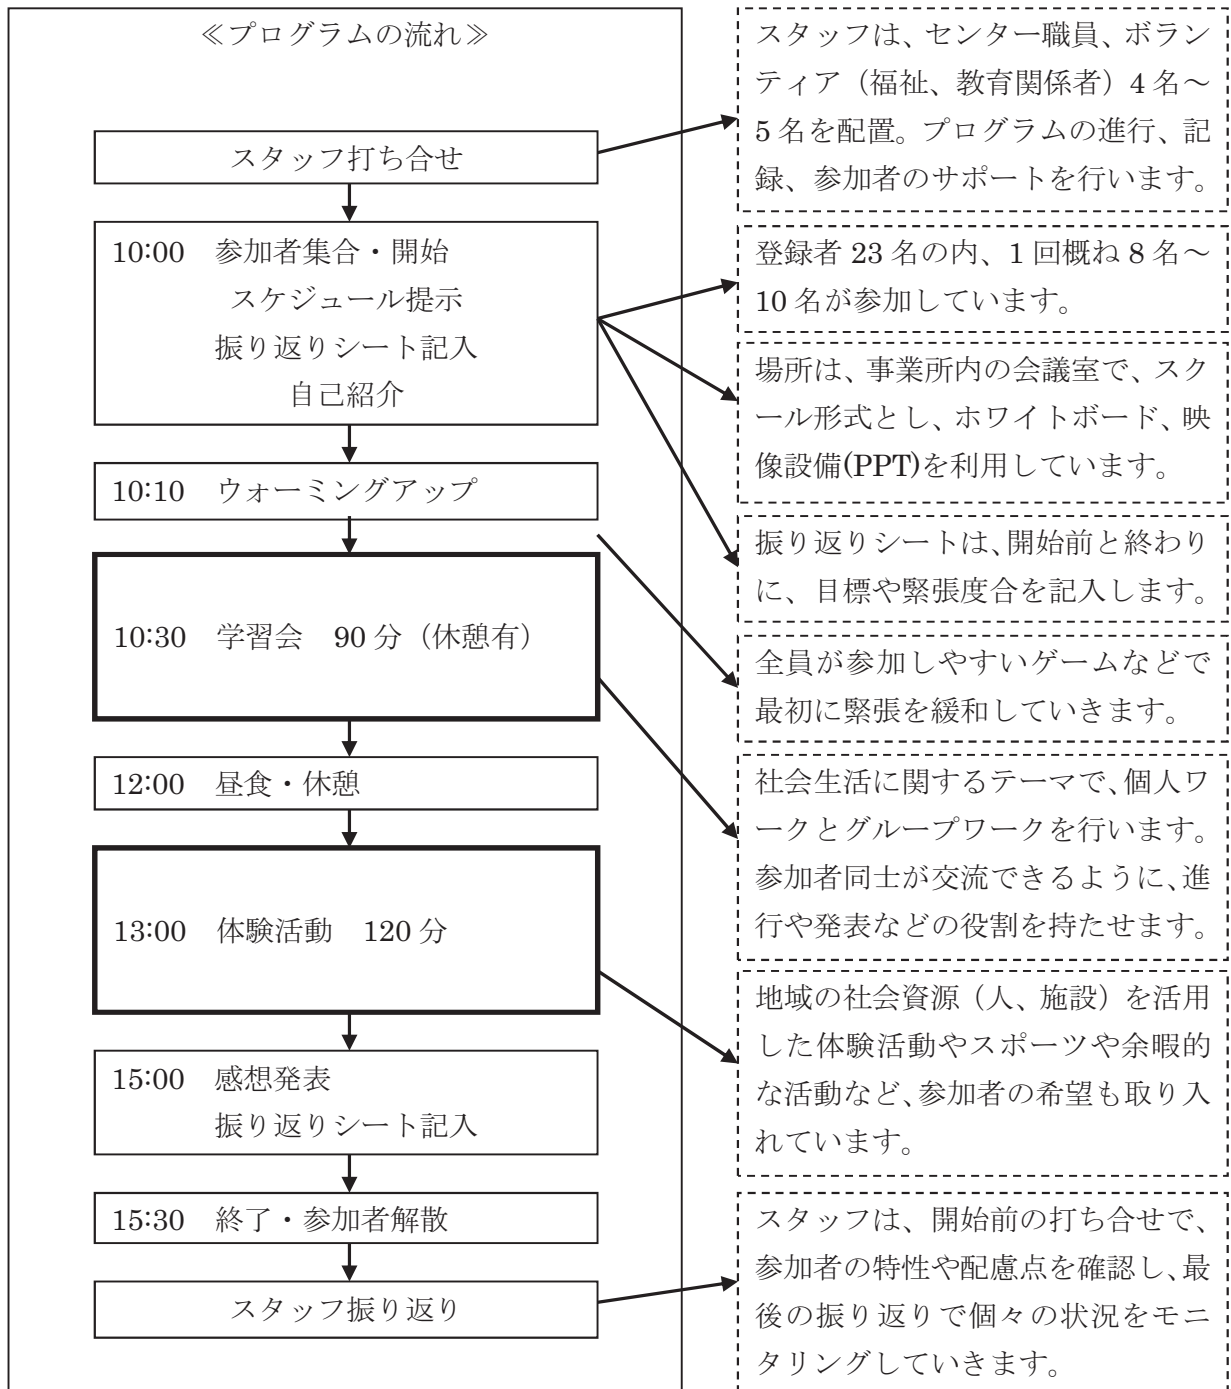 ≪プログラムの流れ≫
スタッフ打ち合せ
10:00 参加者集合・開始
スケジュール提示
振り返りシート記入
自己紹介
10:10 ウォーミングアップ
10:30 学習会 90 分（休憩有）
12:00 昼食・休憩
13:00 体験活動 120 分
15:00 感想発表
振り返りシート記入
15:30 終了・参加者解散
スタッフ振り返り
スタッフは、センター職員、ボラン
ティア（福祉、教育関係者）4 名～
5 名を配置。プログラムの進行、記
録、参加者のサポートを行います。
登録者 23 名の内、1 回概ね 8 名～
10 名が参加しています。
場所は、事業所内の会議室で、スク
ール形式とし、ホワイトボード、映
像設備(PPT)を利用しています。
振り返りシートは、開始前と終わり
に、目標や緊張度合を記入します。
全員が参加しやすいゲームなどで
最初に緊張を緩和していきます。
社会生活に関するテーマで、個人ワ
ークとグループワークを行います。
参加者同士が交流できるように、進
行や発表などの役割を持たせます。
地域の社会資源（人、施設）を活用
した体験活動やスポーツや余暇的
な活動など、参加者の希望も取り入
れています。
スタッフは、開始前の打ち合せで、
参加者の特性や配慮点を確認し、最
後の振り返りで個々の状況をモニ
タリングしていきます。